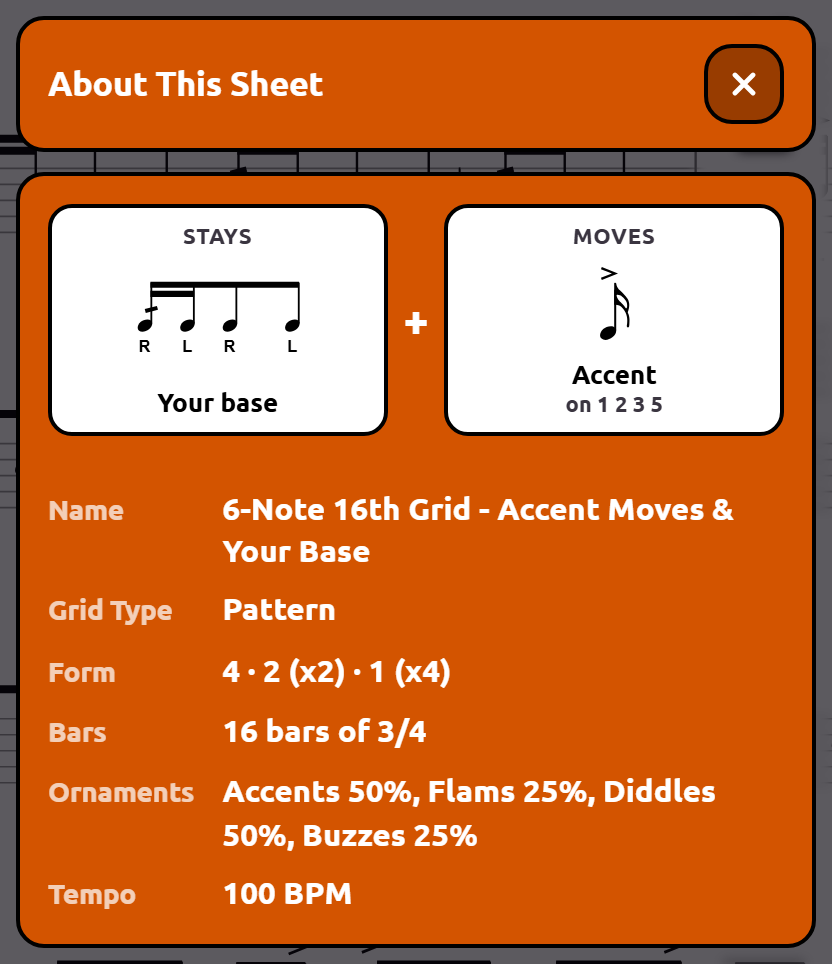 About This Sheet
STAYS
R L R L
Your base
+
MOVES
Accent
on 1 2 3 5
Name
6-Note 16th Grid - Accent Moves &
Your Base
Grid Type
Pattern
Form
4 · 2 (x2) · 1 (x4)
Bars
16 bars of 3/4
Ornaments
Accents 50%, Flams 25%, Diddles
50%, Buzzes 25%
Tempo
100 BPM